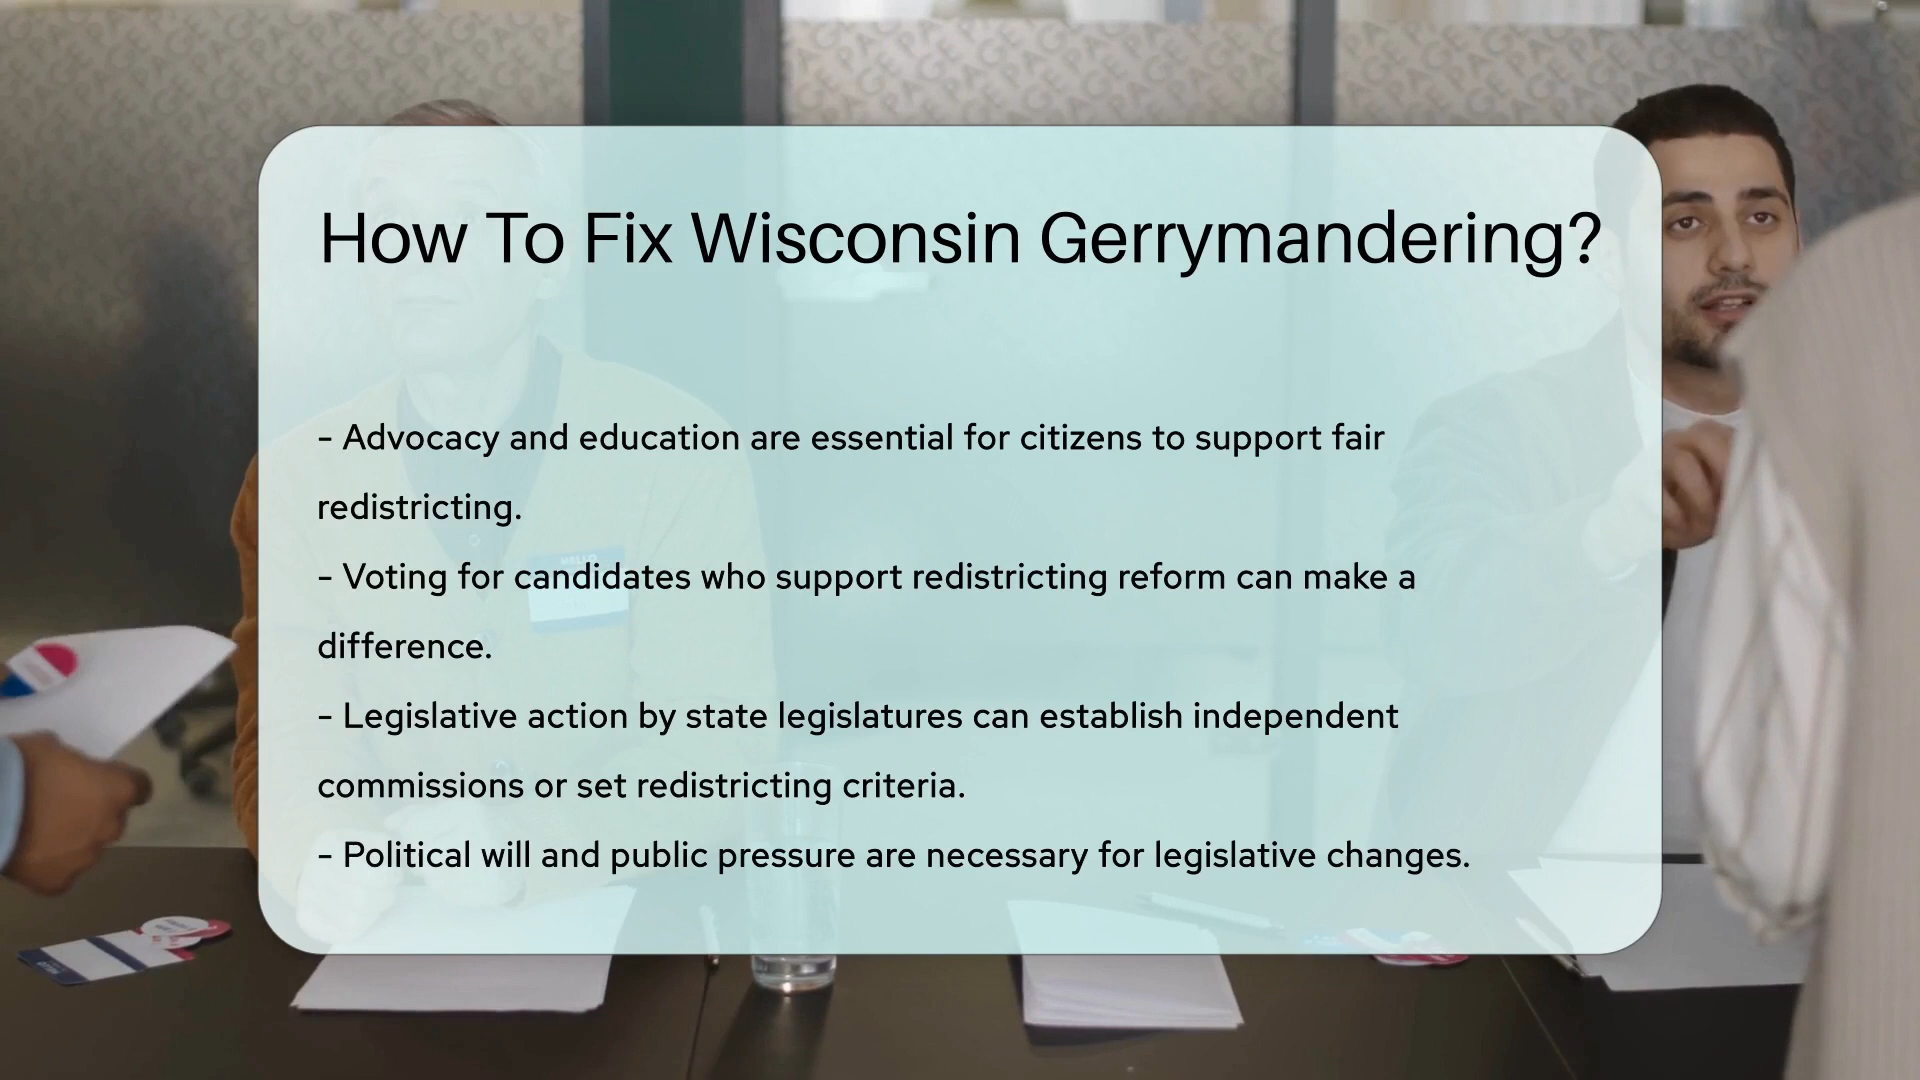 How To Fix Wisconsin Gerrymandering?
- Advocacy and education are essential for citizens to support fair
redistricting.
- Voting for candidates who support redistricting reform can make a
difference.
- Legislative action by state legislatures can establish independent
commissions or set redistricting criteria.
- Political will and public pressure are necessary for legislative changes.
HELLO